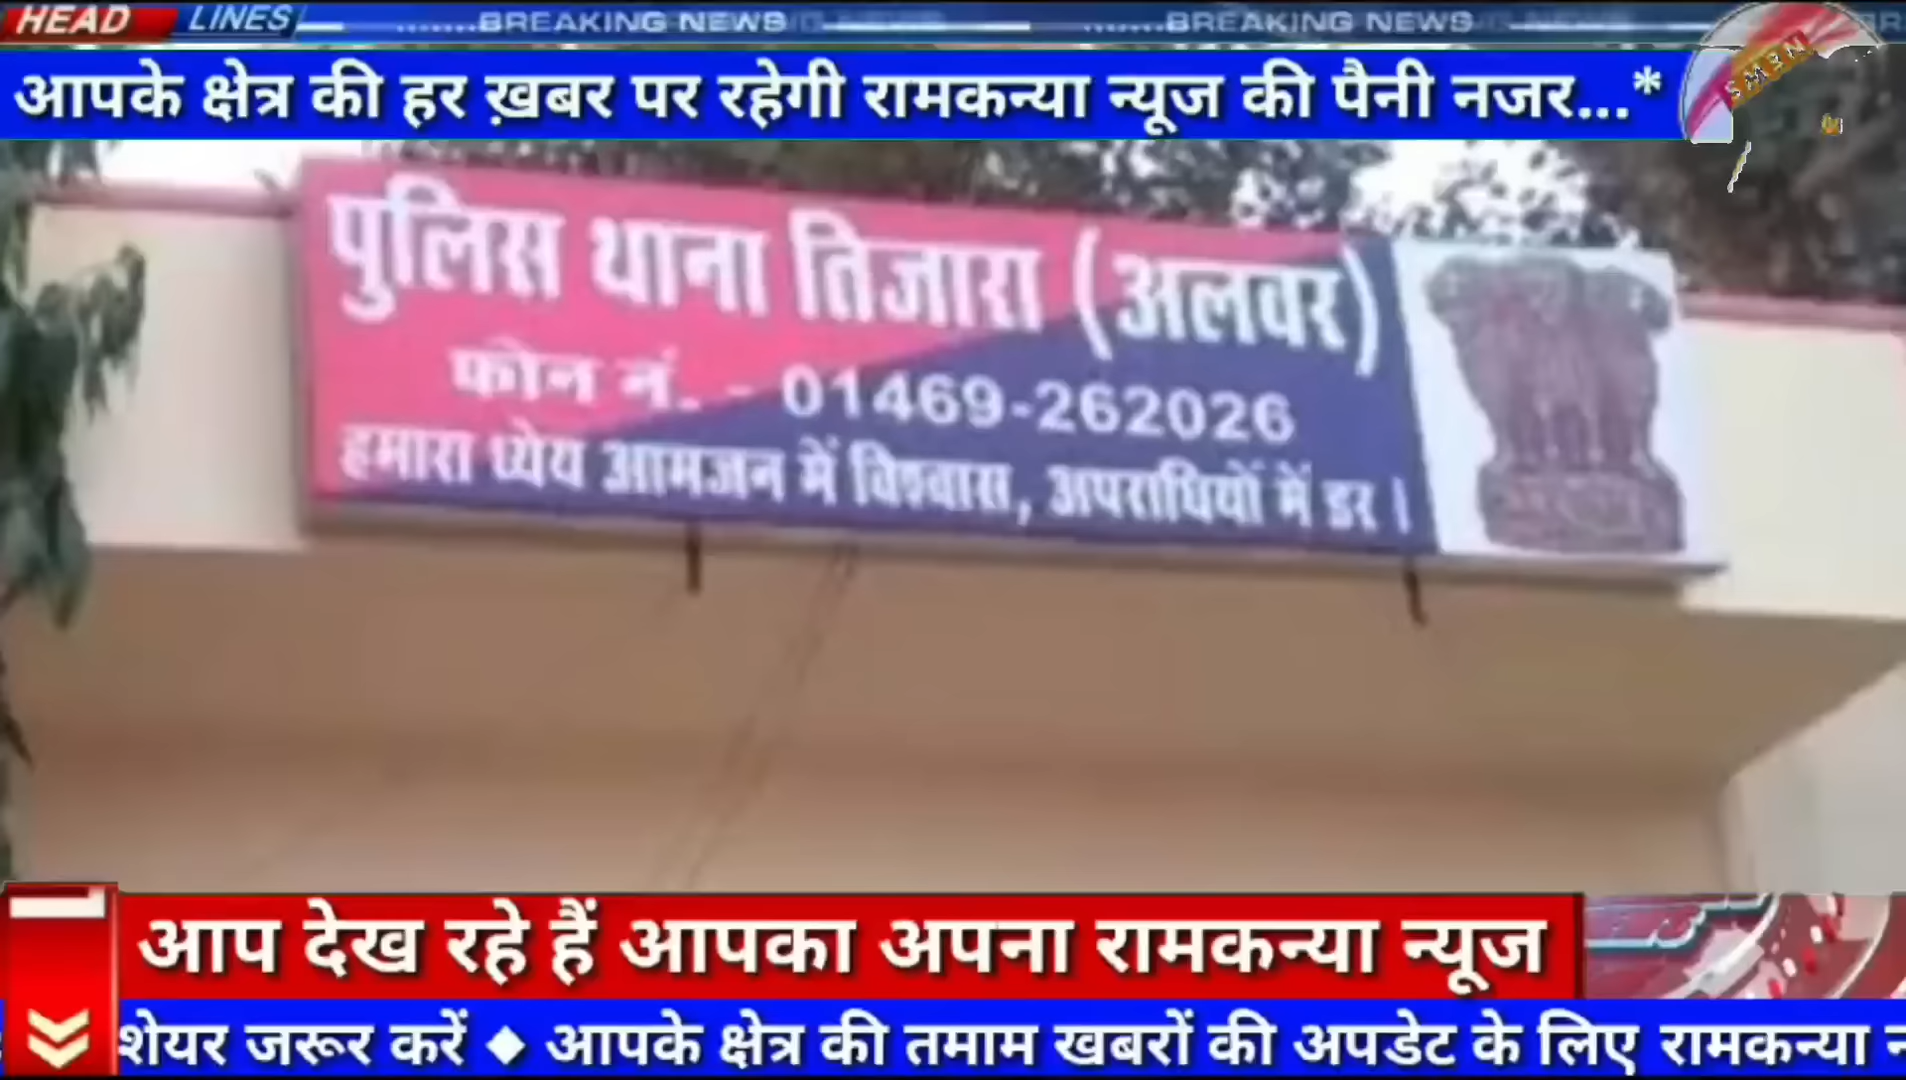 HEAD LINES ........BREAKING NEWS .......BREAKING NEWS
आपके क्षेत्र की हर ख़बर पर रहेगी रामकन्या न्यूज की पैनी नजर...*
पुलिस थाना तिजारा (अलवर)
फोन नं. - 01469-262026
हमारा ध्येय आमजन में विश्वास, अपराधियों में डर ।
आप देख रहे हैं आपका अपना रामकन्या न्यूज
शेयर जरूर करें ◆ आपके क्षेत्र की तमाम खबरों की अपडेट के लिए रामकन्या